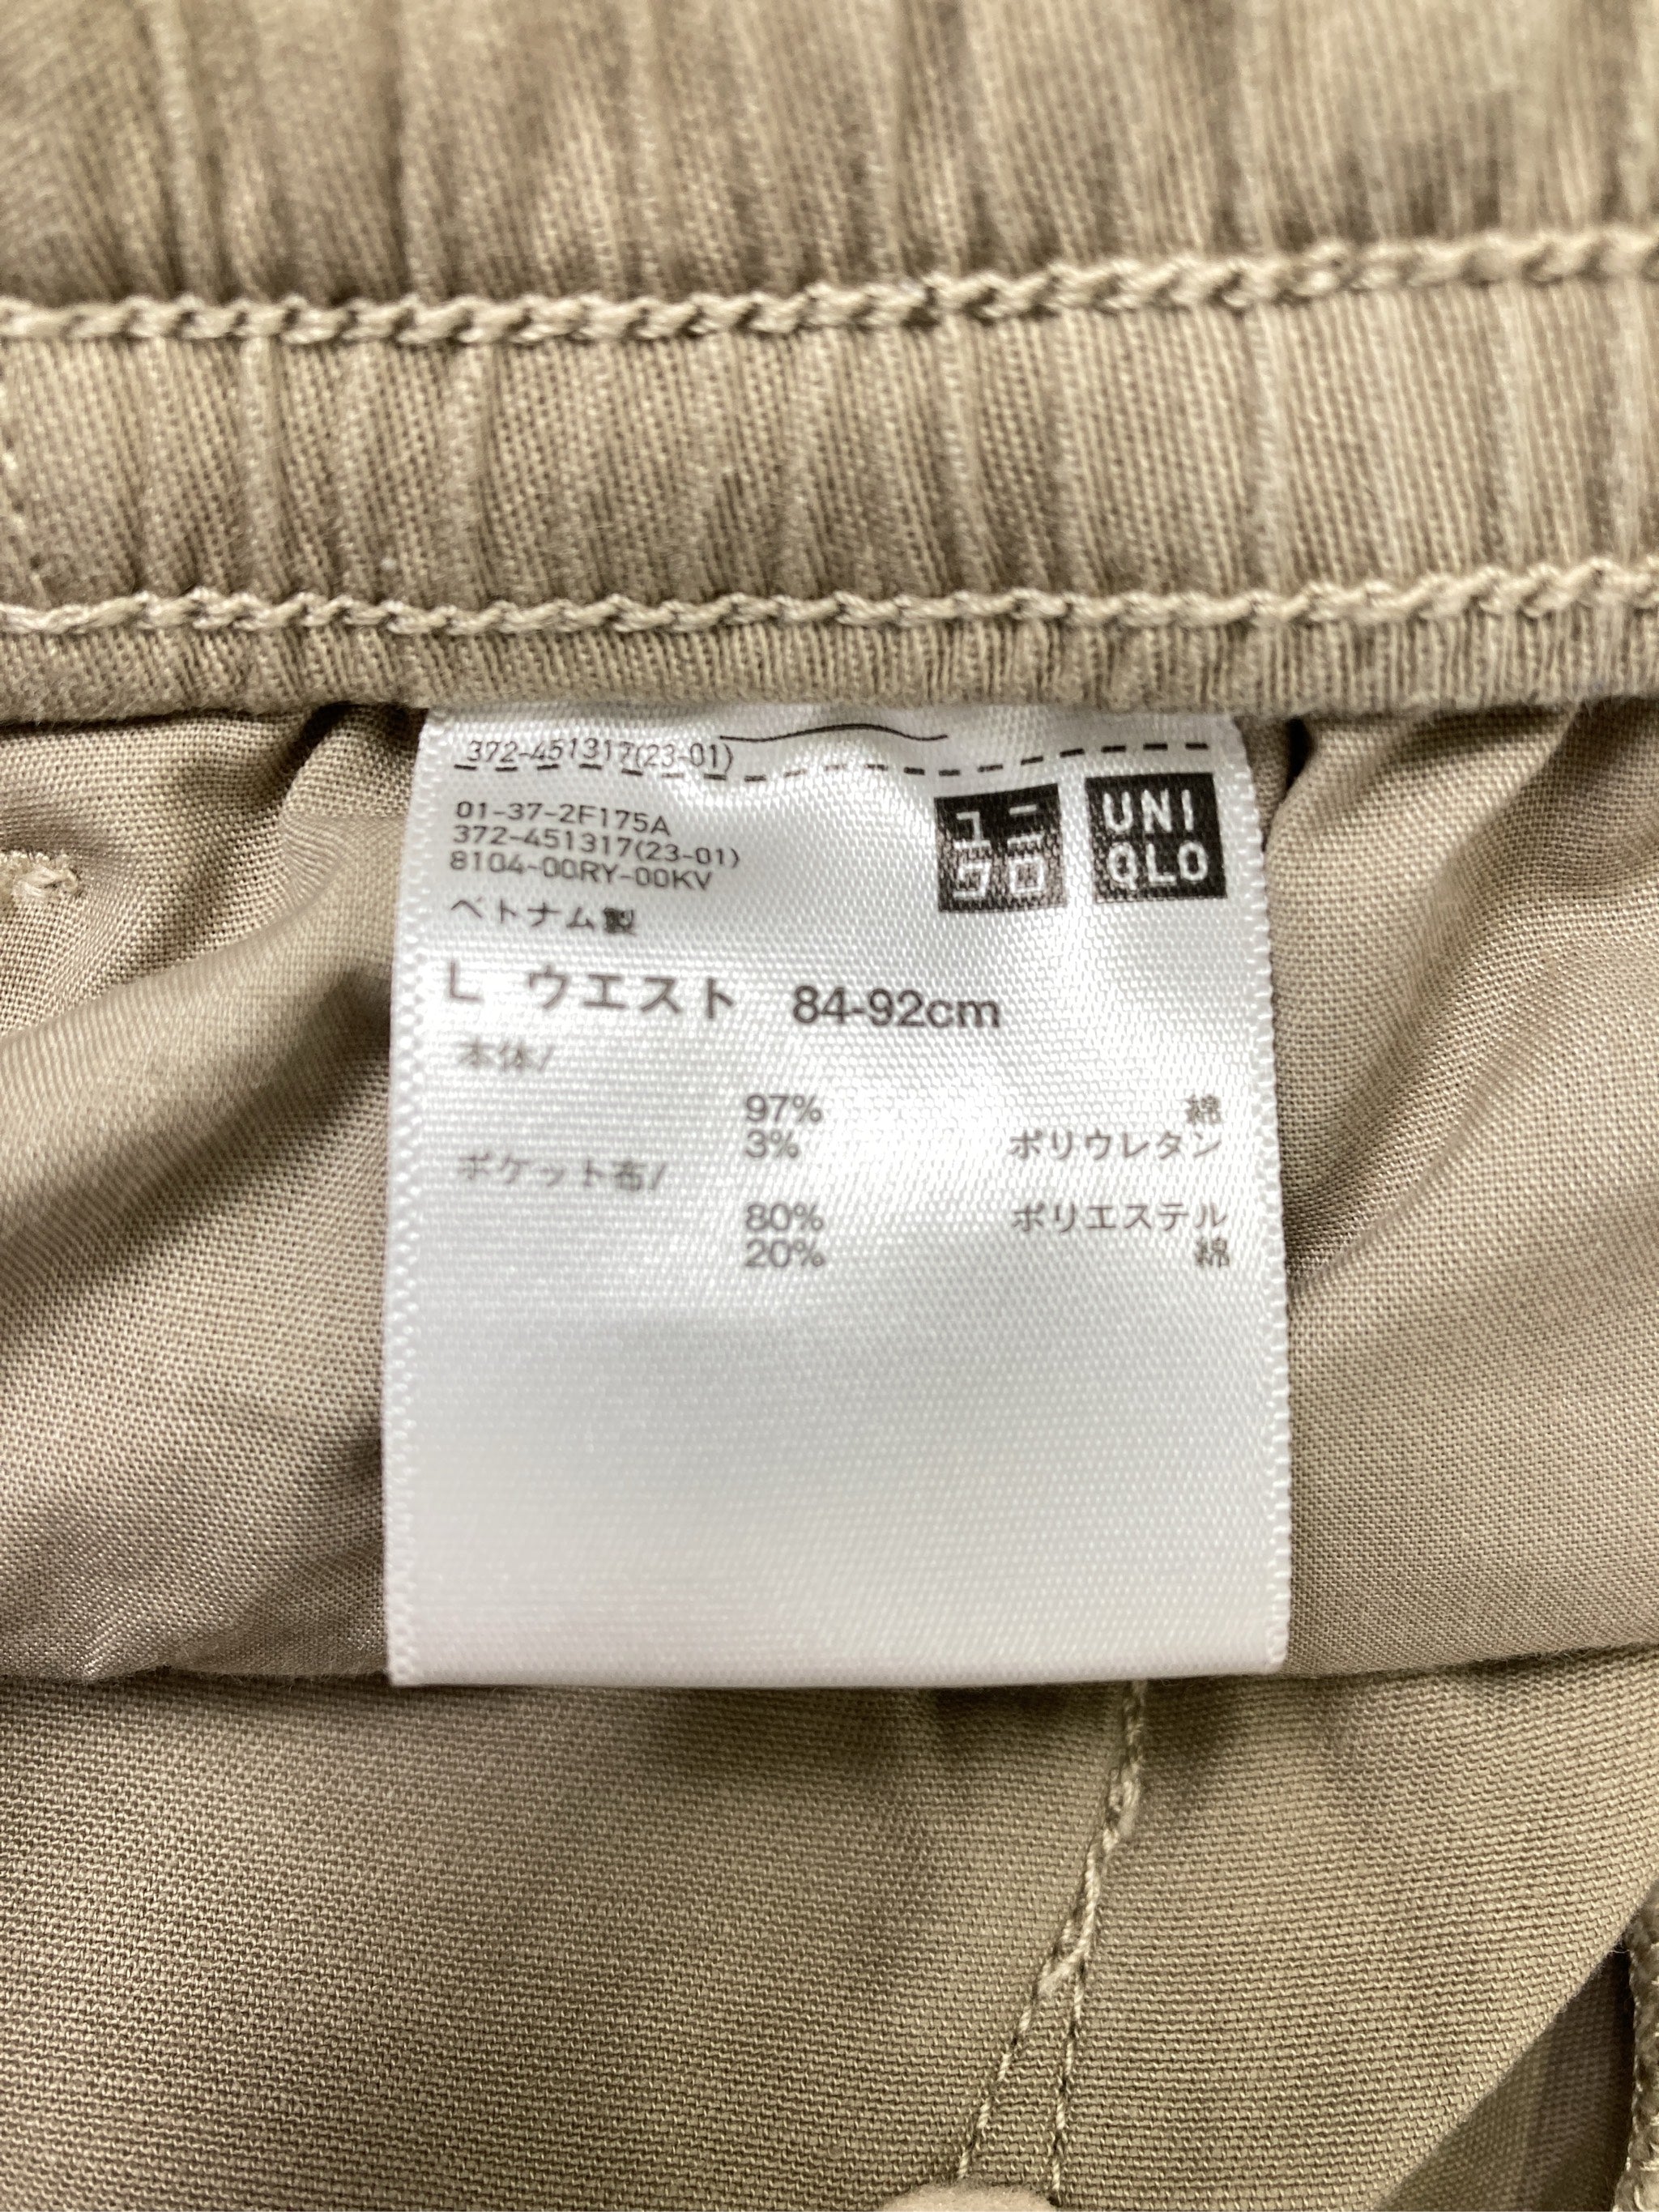 372-451317(23-01)
01-37-2F175A
372-451317(23-01)
8104-00RY-00KV
ユニ
クロ
UNI
QLO
ベトナム製
L ウエスト 84-92cm
本体/
97% 綿
3% ポリウレタン
ポケット布/
80% ポリエステル
20% 綿